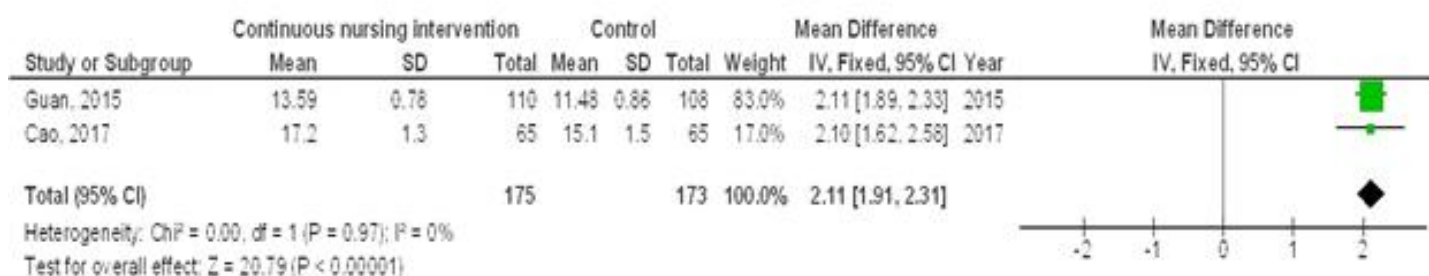 Continuous nursing intervention Control Mean Difference Mean Difference
Study or Subgroup Mean SD Total Mean SD Total Weight IV, Fixed, 95% CI Year IV, Fixed, 95% CI
Guan, 2015 13.59 0.78 110 11.48 0.86 108 83.0% 2.11 [1.89, 2.33] 2015
Cao, 2017 17.2 1.3 65 15.1 1.5 65 17.0% 2.10 [1.62, 2.58] 2017
Total (95% CI) 175 173 100.0% 2.11 [1.91, 2.31]
Heterogeneity: Chi² = 0.00, df = 1 (P = 0.97); I² = 0%
Test for overall effect: Z = 20.79 (P < 0.00001)
-2 -1 0 1 2